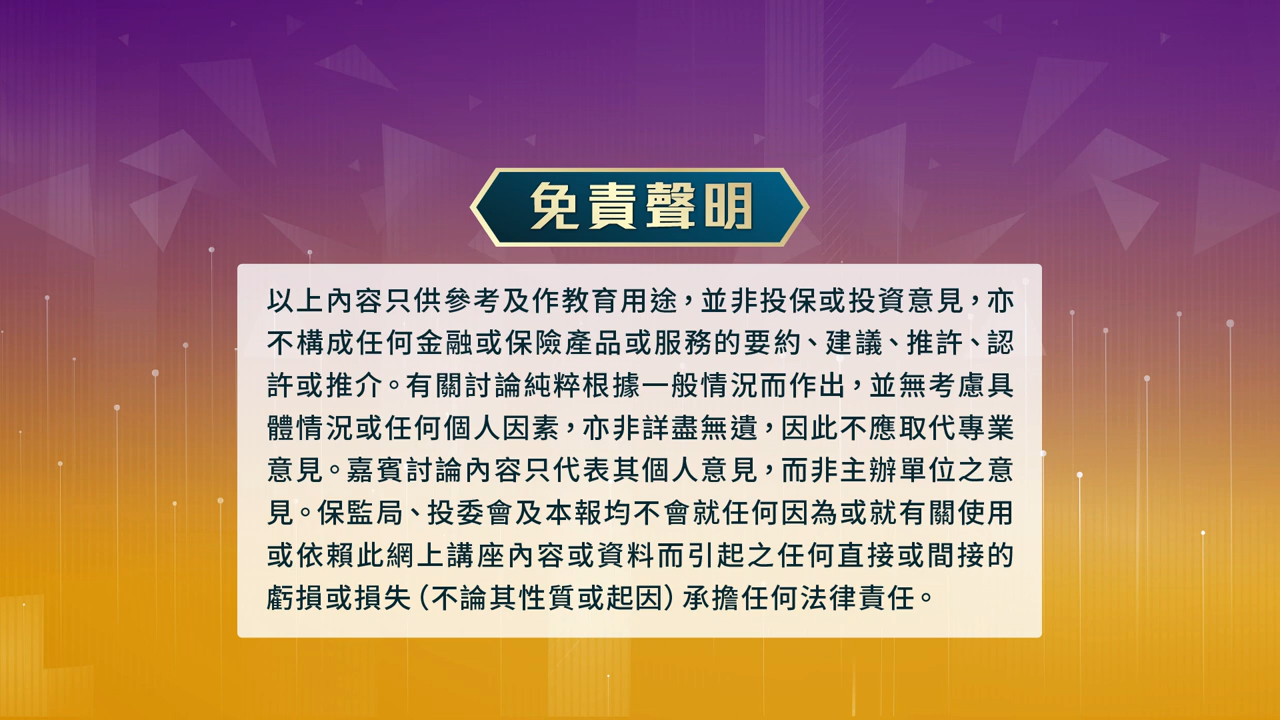 免責聲明
以上內容只供參考及作教育用途，並非投保或投資意見，亦
不構成任何金融或保險產品或服務的要約、建議、推許、認
許或推介。有關討論純粹根據一般情況而作出，並無考慮具
體情況或任何個人因素，亦非詳盡無遺，因此不應取代專業
意見。嘉賓討論內容只代表其個人意見，而非主辦單位之意
見。保監局、投委會及本報均不會就任何因為或就有關使用
或依賴此網上講座內容或資料而引起之任何直接或間接的
虧損或損失（不論其性質或起因）承擔任何法律責任。